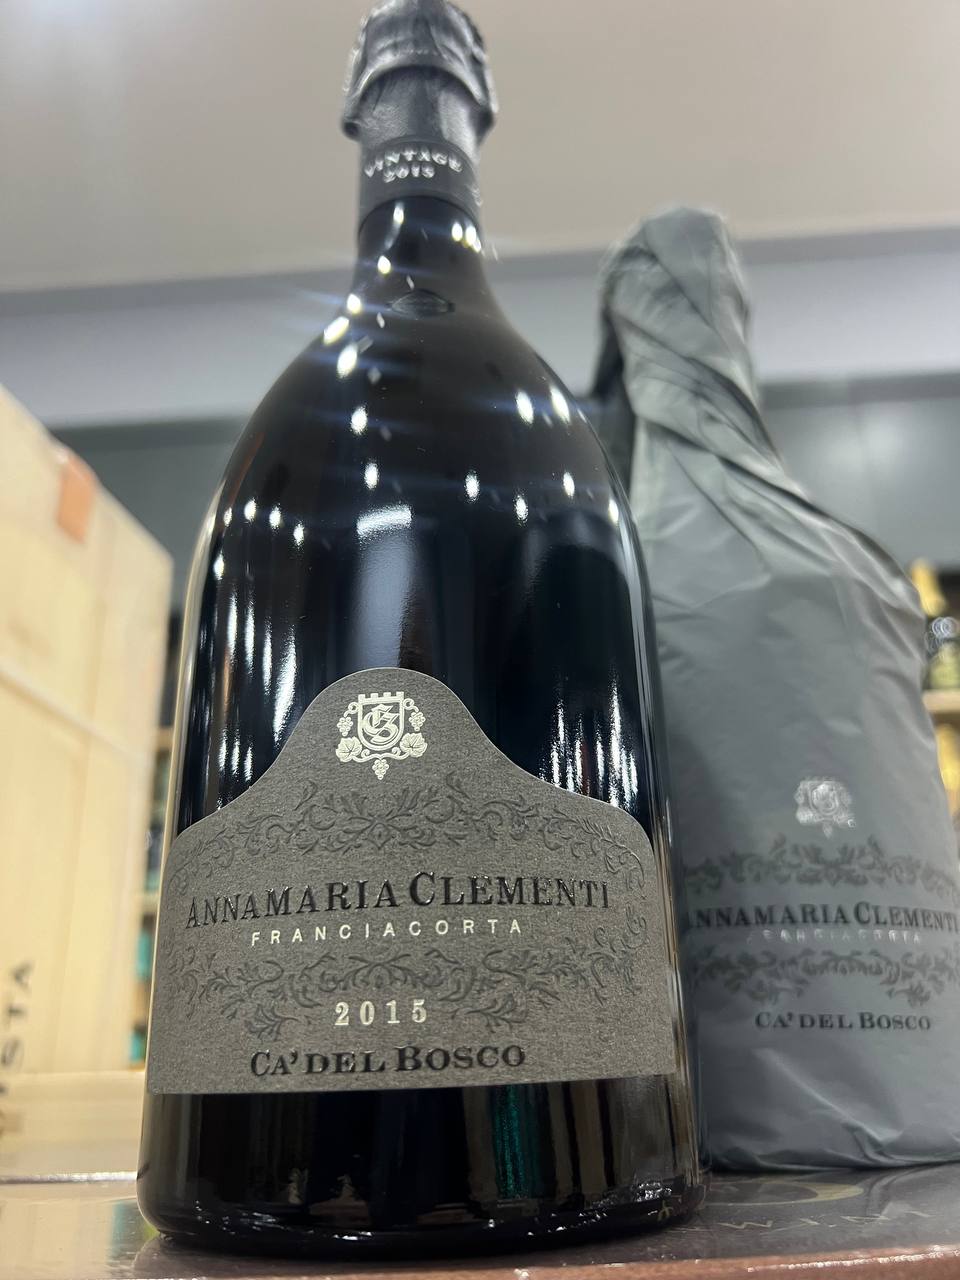 VINTAGE
2015
ANNAMARIA CLEMENTI
FRANCIACORTA
2015
CA' DEL BOSCO
ANNAMARIA CLEMENTI
FRANCIACORTA
CA' DEL BOSCO